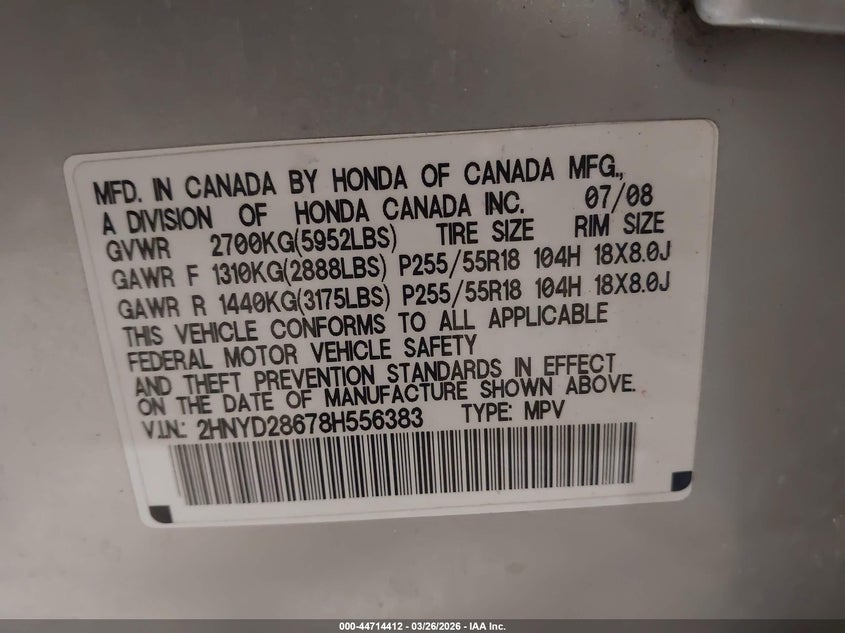 MFD. IN CANADA BY HONDA OF CANADA MFG.,
A DIVISION OF HONDA CANADA INC. 07/08
GVWR 2700KG(5952LBS) TIRE SIZE RIM SIZE
GAWR F 1310KG(2888LBS) P255/55R18 104H 18X8.0J
GAWR R 1440KG(3175LBS) P255/55R18 104H 18X8.0J
THIS VEHICLE CONFORMS TO ALL APPLICABLE
FEDERAL MOTOR VEHICLE SAFETY
AND THEFT PREVENTION STANDARDS IN EFFECT
ON THE DATE OF MANUFACTURE SHOWN ABOVE.
V.I.N.: 2HNYD28678H556383 TYPE: MPV
000-44714412 - 03/26/2026 - IAA Inc.